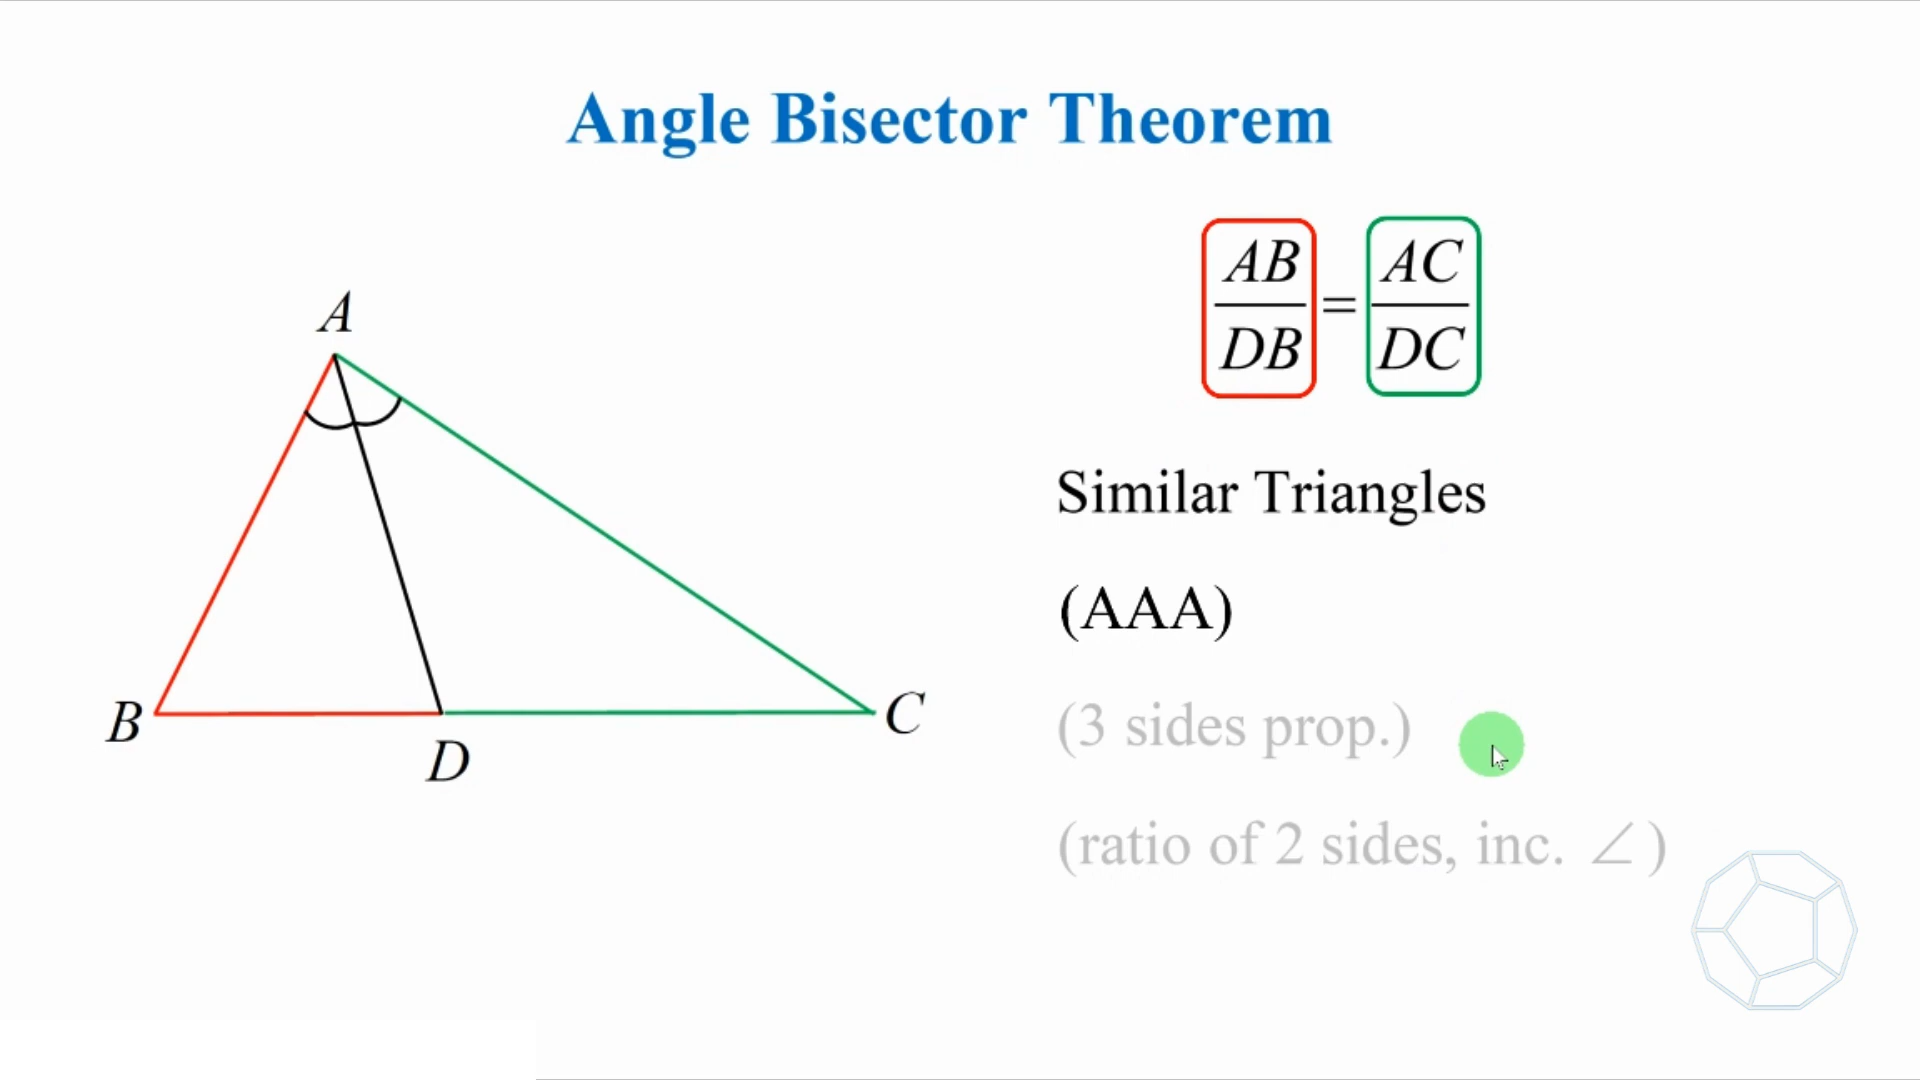 Angle Bisector Theorem
AB/DB = AC/DC
A
B
D
C
Similar Triangles
(AAA)
(3 sides prop.)
(ratio of 2 sides, inc. ∠)